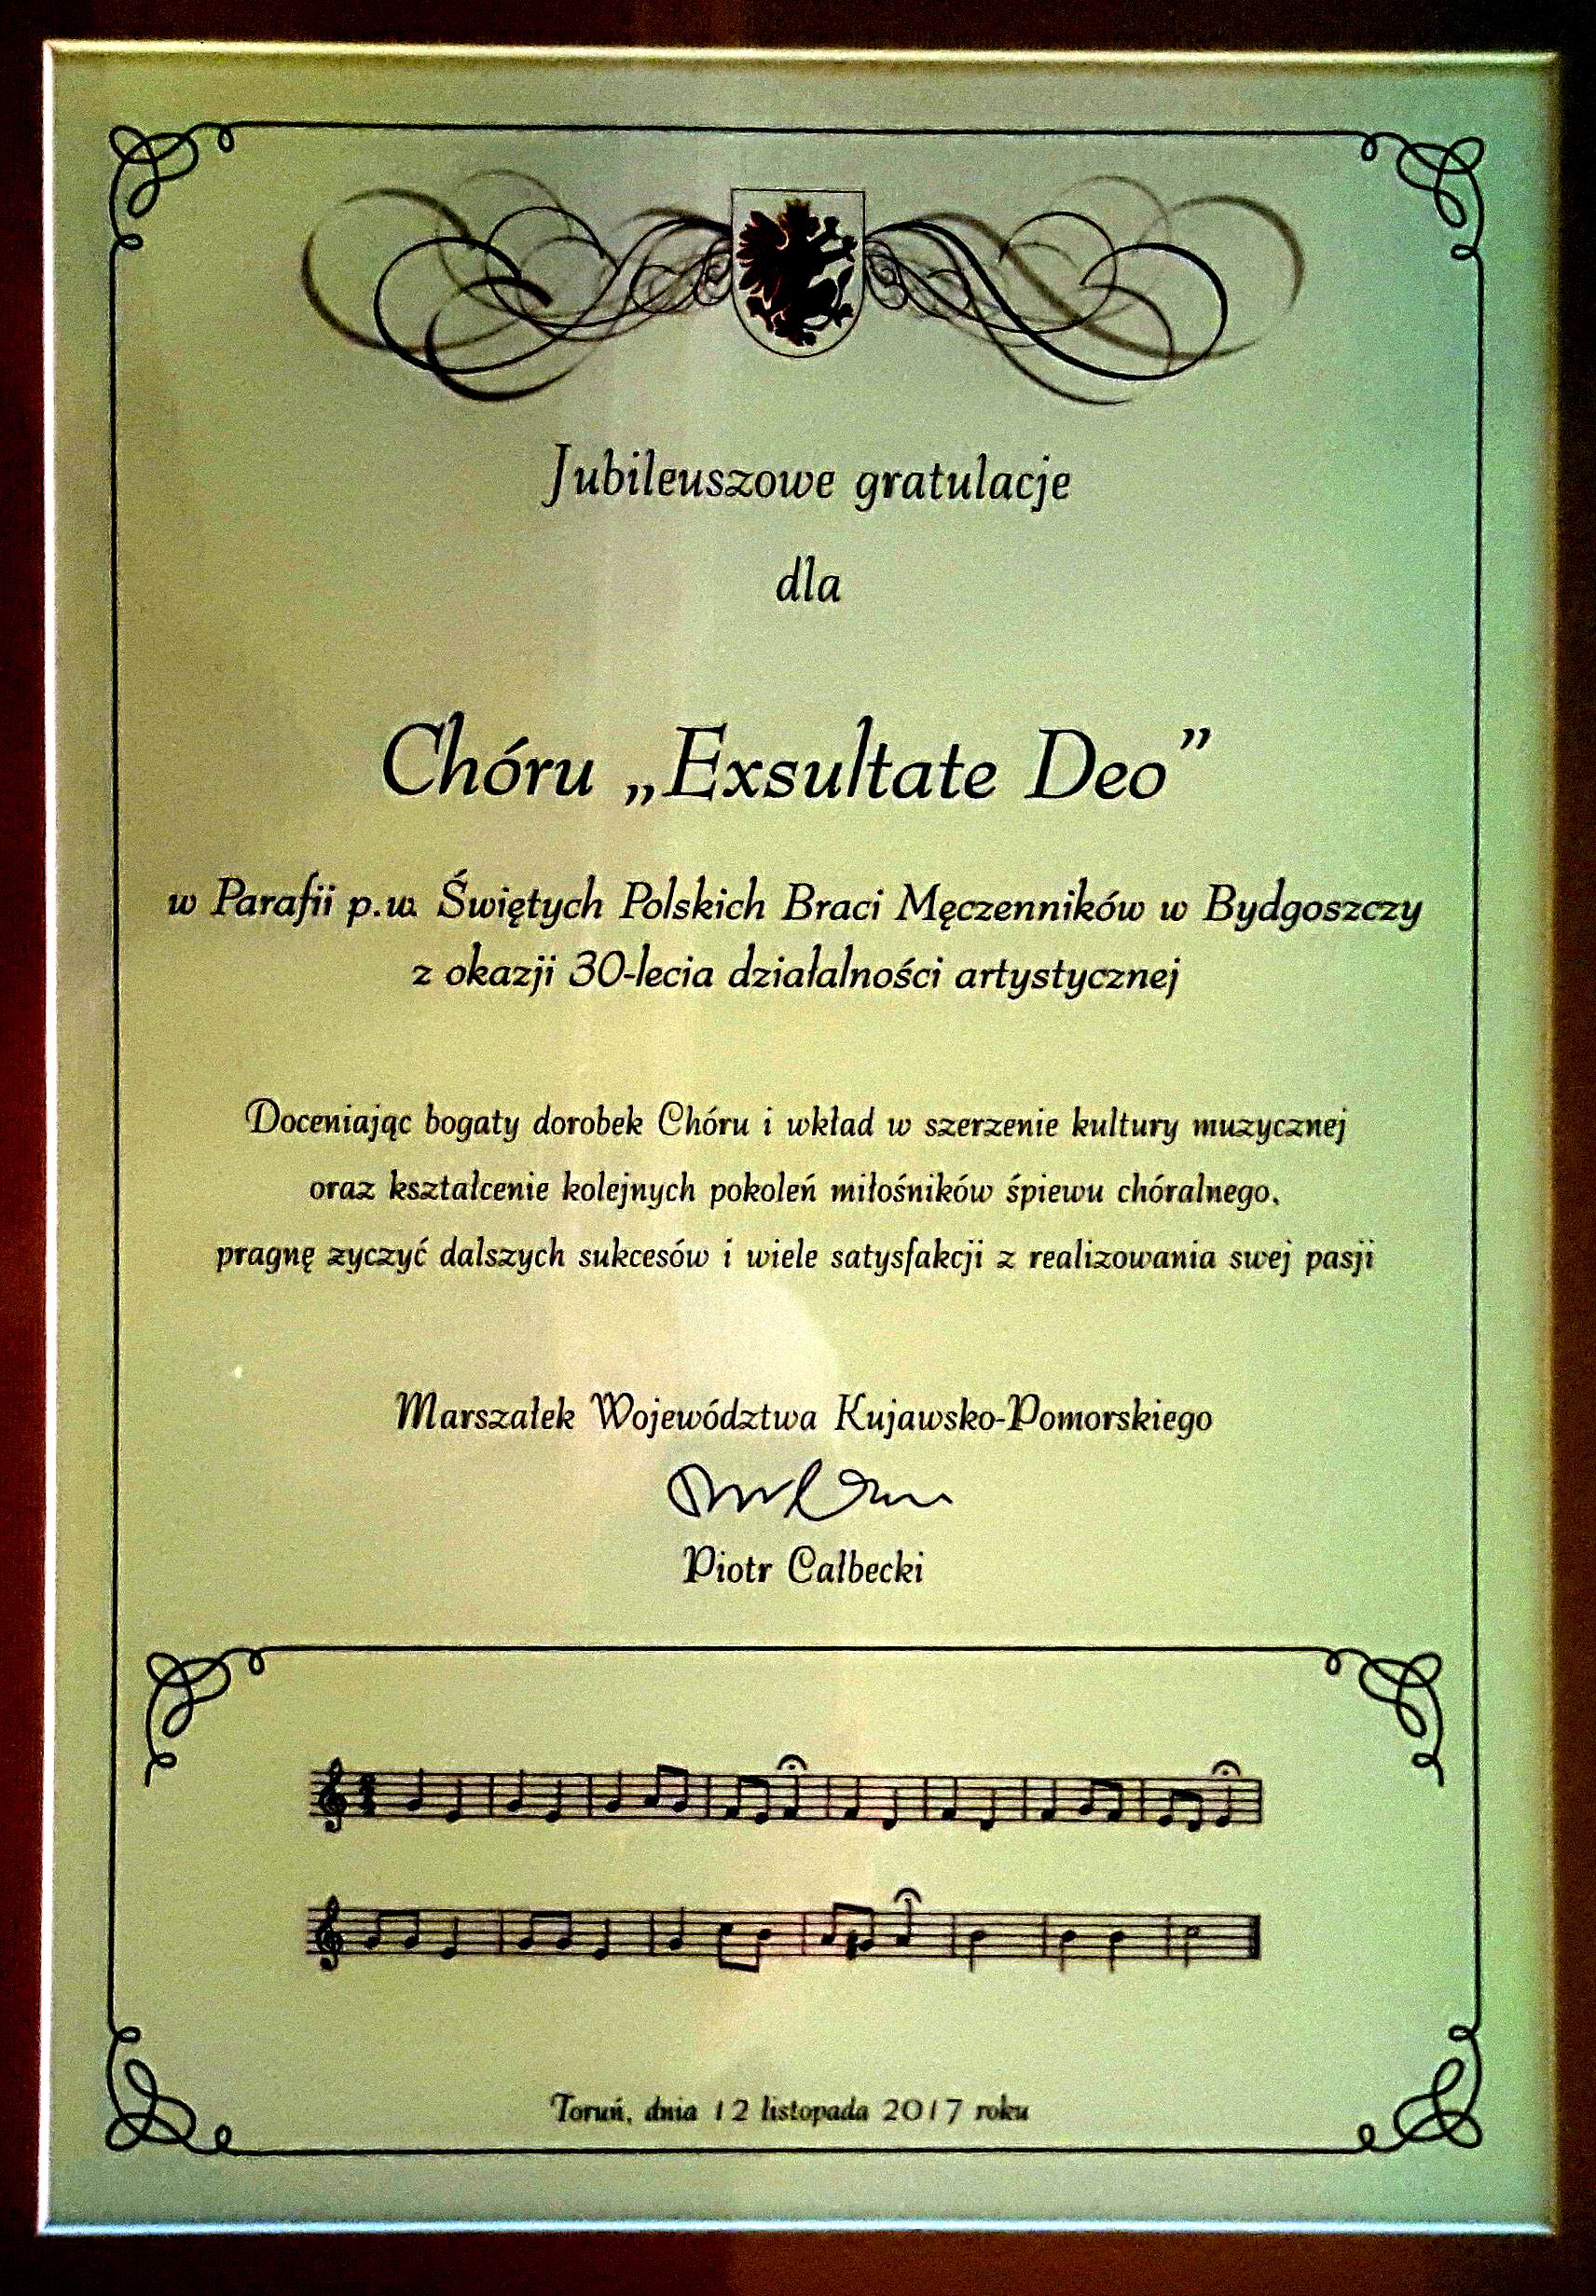 Jubileuszowe gratulacje
dla
Chóru „Exsultate Deo”
w Parafii p.w. Świętych Polskich Braci Męczenników w Bydgoszczy
z okazji 30-lecia działalności artystycznej
Doceniając bogaty dorobek Chóru i wkład w szerzenie kultury muzycznej
oraz kształcenie kolejnych pokoleń miłośników śpiewu chóralnego,
pragnę zyczyć dalszych sukcesów i wiele satysfakcji z realizowania swej pasji
Marszałek Województwa Kujawsko-Pomorskiego
Piotr Całbecki
Toruń, dnia 12 listopada 2017 roku